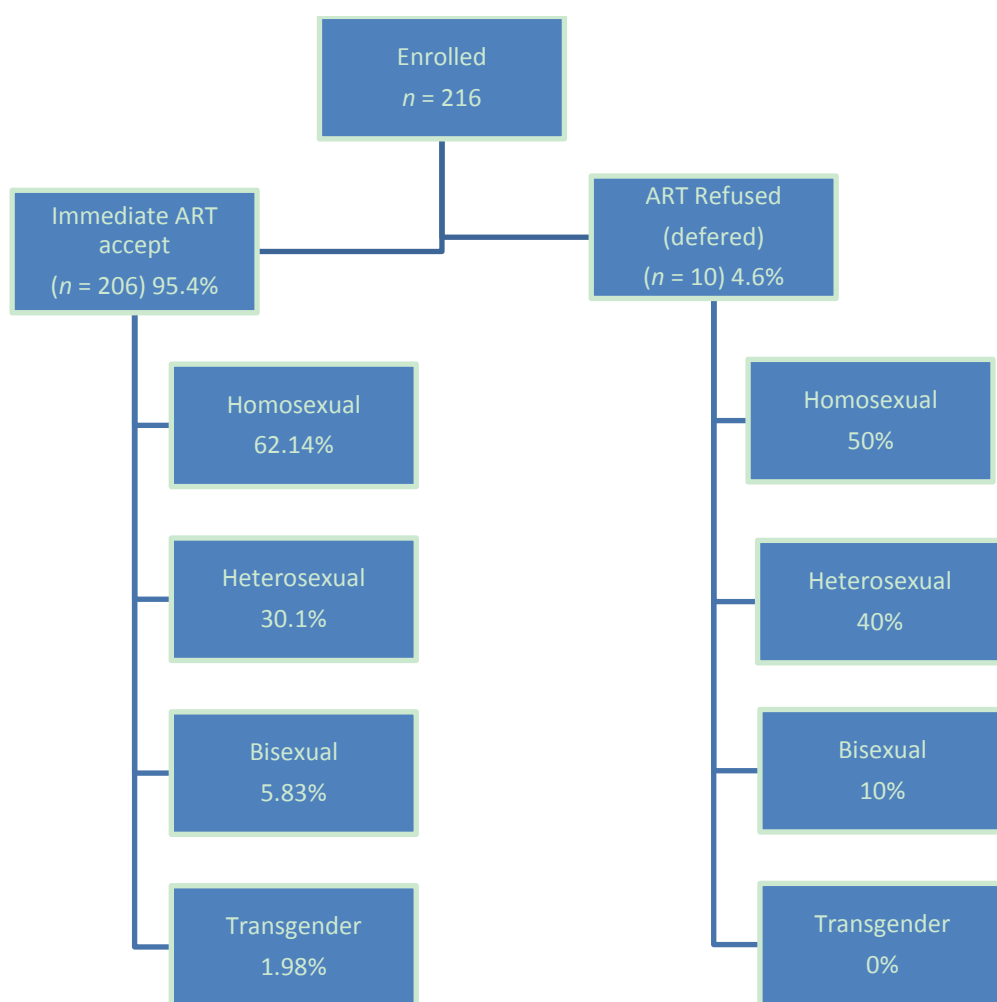 Enrolled
n = 216
Immediate ART
accept
(n = 206) 95.4%
Homosexual
62.14%
Heterosexual
30.1%
Bisexual
5.83%
Transgender
1.98%
ART Refused
(defered)
(n = 10) 4.6%
Homosexual
50%
Heterosexual
40%
Bisexual
10%
Transgender
0%